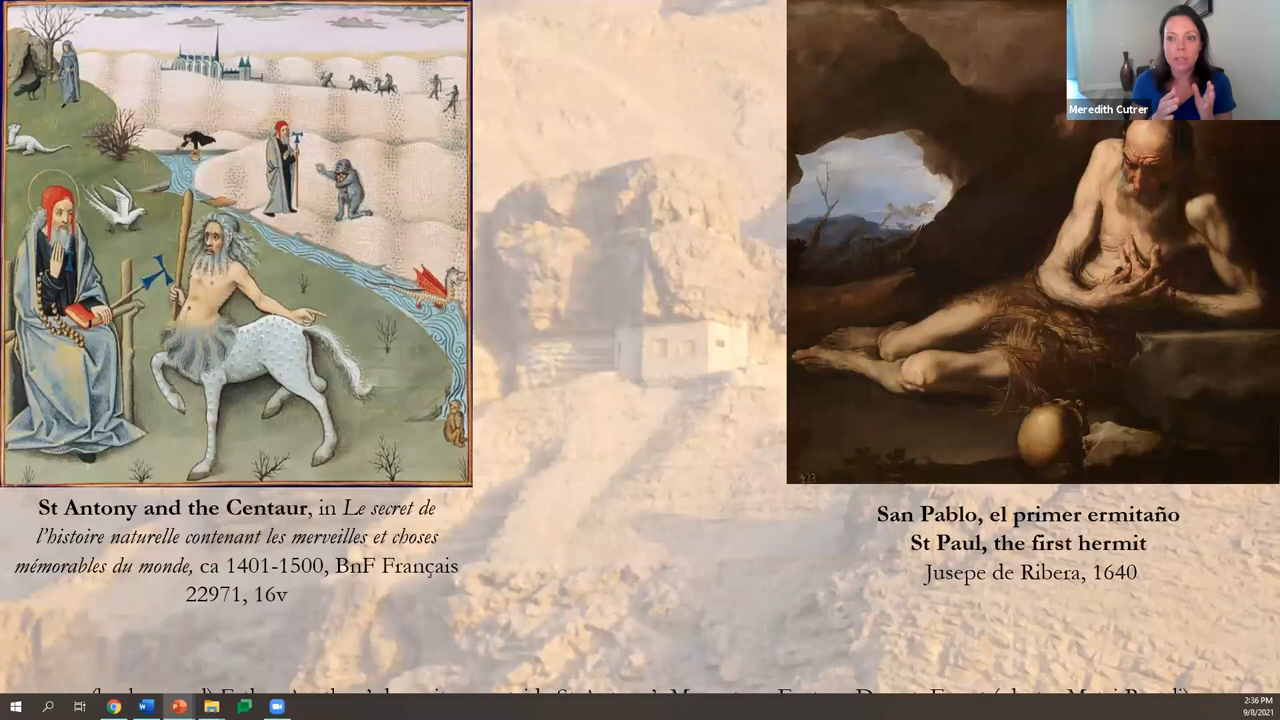 Meredith Cutrer
St Antony and the Centaur, in Le secret de
l’histoire naturelle contenant les merveilles et choses
mémorables du monde, ca 1401-1500, BnF Français
22971, 16v
San Pablo, el primer ermitaño
St Paul, the first hermit
Jusepe de Ribera, 1640
2:36 PM
9/8/2021